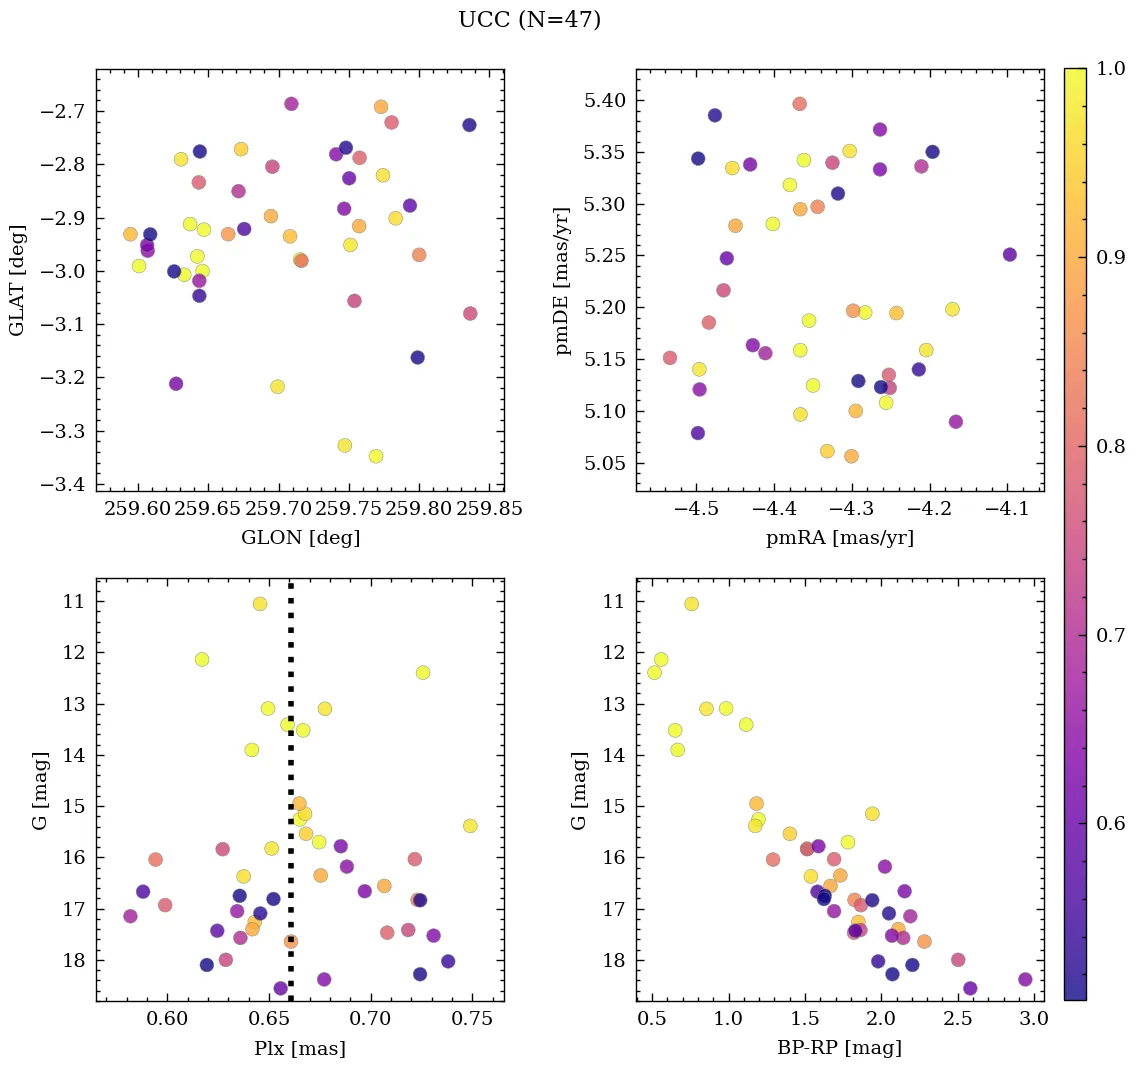 UCC (N=47)
−2.7
−2.8
−2.9
−3.0
−3.1
−3.2
−3.3
−3.4
GLAT [deg]
259.60 259.65 259.70 259.75 259.80 259.85
GLON [deg]
5.40
5.35
5.30
5.25
5.20
5.15
5.10
5.05
pmDE [mas/yr]
−4.5 −4.4 −4.3 −4.2 −4.1
pmRA [mas/yr]
1.0
0.9
0.8
0.7
0.6
11
12
13
14
15
16
17
18
G [mag]
0.60 0.65 0.70 0.75
Plx [mas]
11
12
13
14
15
16
17
18
G [mag]
0.5 1.0 1.5 2.0 2.5 3.0
BP-RP [mag]